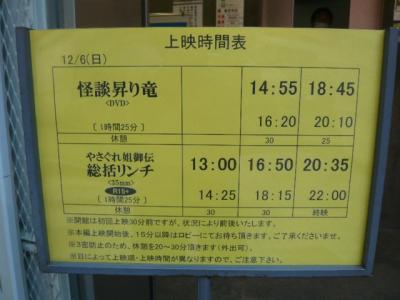 上映時間表
12/6(日)
怪談昇り竜 14:55 18:45
<DVD>
[ 1時間25分 ] 16:20 20:10
休憩 30 25
やさぐれ姐御伝 13:00 16:50 20:35
総括リンチ
<35mm>
R18+ 14:25 18:15 22:00
[ 1時間25分 ]
休憩 30 30 終映
※開館は初回上映30分前ですが、状況により前後いたします。
※本編上映開始後、15分以降はロビーにてお待ち頂きます、ご了承くださいませ。
※3密防止のため、休憩を20~30分頂きます(外出可)。
※日によって上映順・上映時間が異なりますので、ご注意下さい。